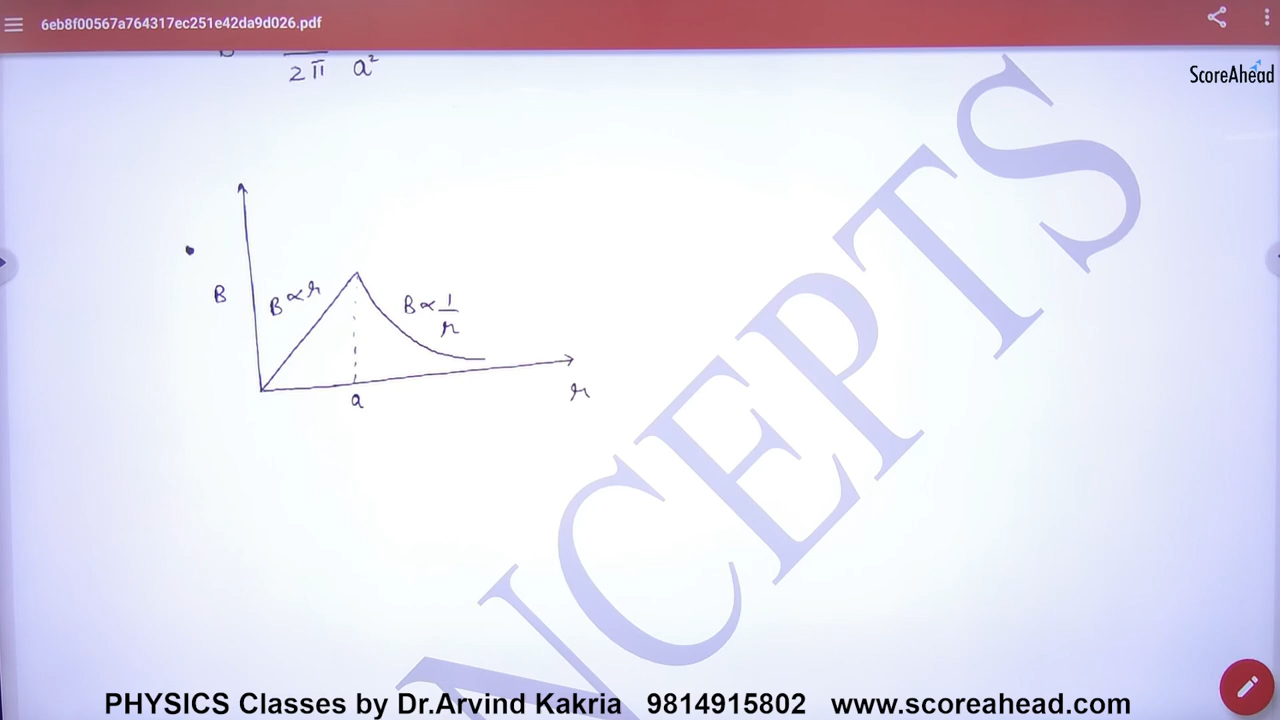 6eb8f00567a764317ec251e42da9d026.pdf
ScoreAhead
2π a²
B
B ∝ r
B ∝ 1/r
a
r
NCEPTS
PHYSICS Classes by Dr.Arvind Kakria 9814915802 www.scoreahead.com